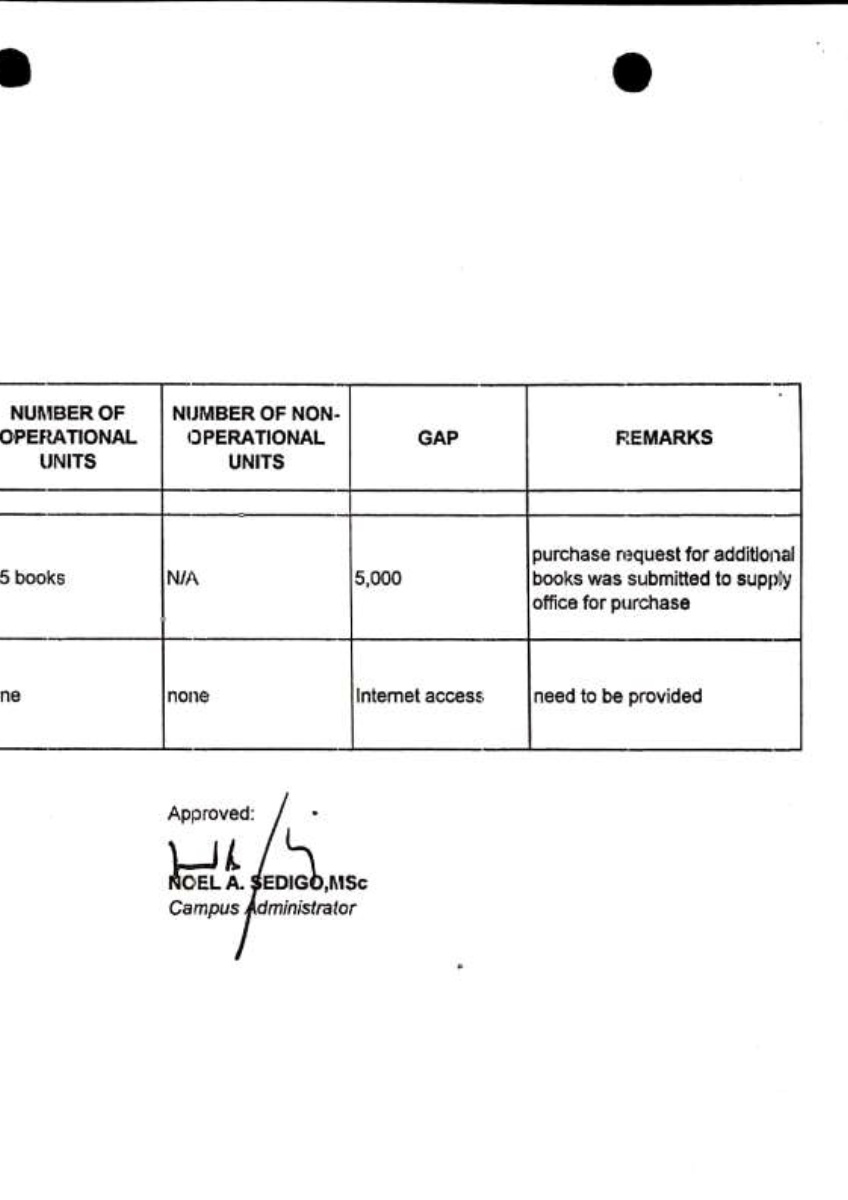 NUMBER OF
OPERATIONAL
UNITS
NUMBER OF NON-
OPERATIONAL
UNITS
GAP
REMARKS
5 books
N/A
5,000
purchase request for additional
books was submitted to supply
office for purchase
ne
none
Internet access
need to be provided
Approved:
NOEL A. SEDIGO,MSc
Campus Administrator